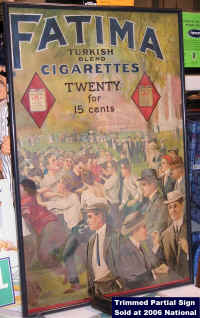 FATIMA
TURKISH
BLEND
CIGARETTES
TWENTY
for
15 cents
Trimmed Partial Sign
Sold at 2006 National